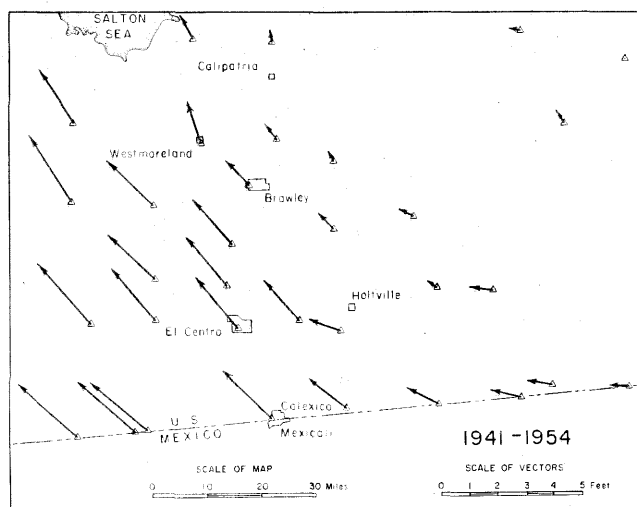 SALTON
SEA
Calipatria
Westmoreland
Brawley
Holtville
El Centro
Calexico
U S
MEXICO
Mexicali
1941-1954
SCALE OF MAP
0 10 20 30 Miles
SCALE OF VECTORS
0 1 2 3 4 5 Feet